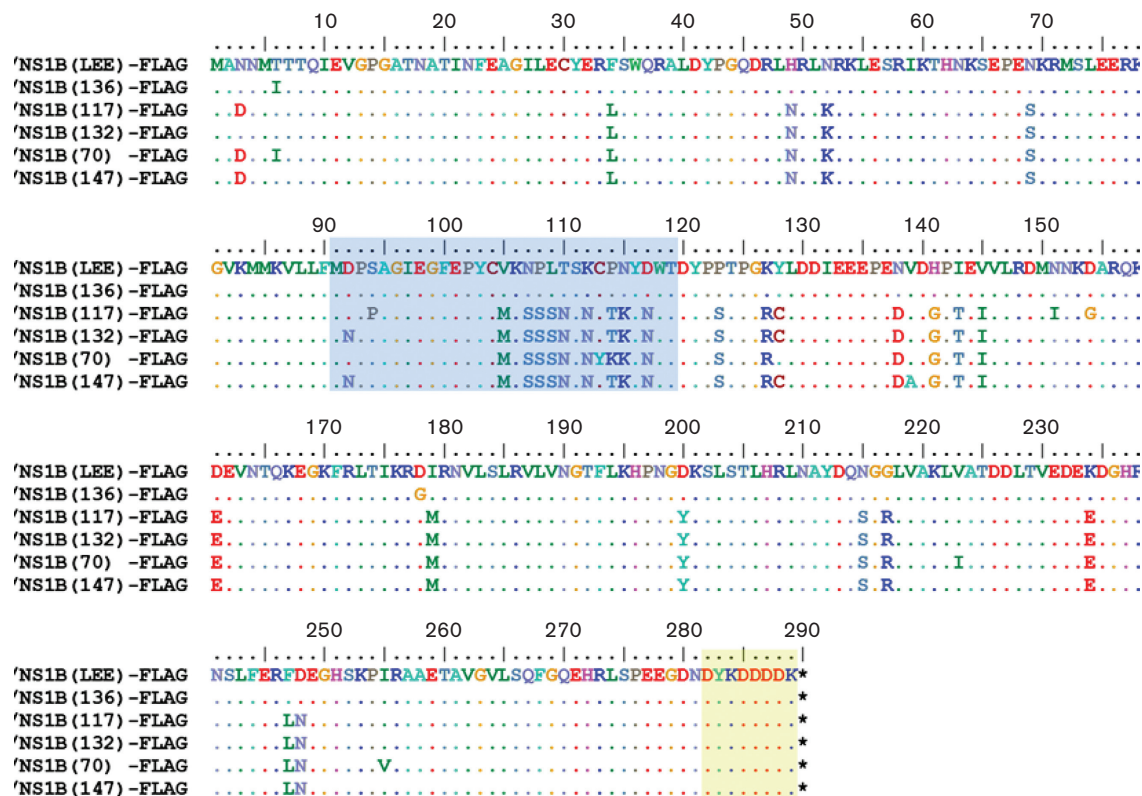 10 20 30 40 50 60 70
'NS1B(LEE)-FLAG MANNMTTTQIEVGPGATNATINFEAGILECYERFSWQRALDYPGQDRLHRLNRKLESRIKTHNKSEPENKRMSLEERK
'NS1B(136)-FLAG .....I........................................................................
'NS1B(117)-FLAG ..D..............................L..............N..K................S.........
'NS1B(132)-FLAG .................................L..............N..K................S.........
'NS1B(70) -FLAG ..D..I...........................L..............N..K................S.........
'NS1B(147)-FLAG ..D..............................L..............N..K................S.........
90 100 110 120 130 140 150
'NS1B(LEE)-FLAG GVKMMKVLLFMDPSAGIEGFEPYCVKNPLTSKCPNYDWTDYPPTPGKYLDDIEEEPENVDHPIEVVLRDMNNKDARQK
'NS1B(136)-FLAG ..............................................................................
'NS1B(117)-FLAG .............P..........M.SSSN.N.TK.N.....S...RC.........D..G.T.I.....I..G....
'NS1B(132)-FLAG ...........N............M.SSSN.N.TK.N.....S...RC.........D..G.T.I.............
'NS1B(70) -FLAG ........................M.SSSN.NYKK.N.....S...R..........D..G.T.I.............
'NS1B(147)-FLAG ...........N............M.SSSN.N.TK.N.....S...RC.........DA.G.T.I.............
170 180 190 200 210 220 230
'NS1B(LEE)-FLAG DEVNTQKEGKFRLTIKRDIRNVLSLRVLVNGTFLKHPNGDKSLSTLHRLNAYDQNGGLVAKLVATDDLTVEDEKDGHR
'NS1B(136)-FLAG .................G............................................................
'NS1B(117)-FLAG E.................M....................Y..............S.R................E....
'NS1B(132)-FLAG E.................M....................Y..............S.R................E....
'NS1B(70) -FLAG E.................M....................Y..............S.R.....I..........E....
'NS1B(147)-FLAG E.................M....................Y..............S.R................E....
250 260 270 280 290
'NS1B(LEE)-FLAG NSLFERFDEGHSKPIRAAETAVGVLSQFGQEHRLSPEEGDNDYKDDDDK*
'NS1B(136)-FLAG .................................................*
'NS1B(117)-FLAG ......LN.........................................*
'NS1B(132)-FLAG ......LN.........................................*
'NS1B(70) -FLAG ......LN......V..................................*
'NS1B(147)-FLAG ......LN.........................................*